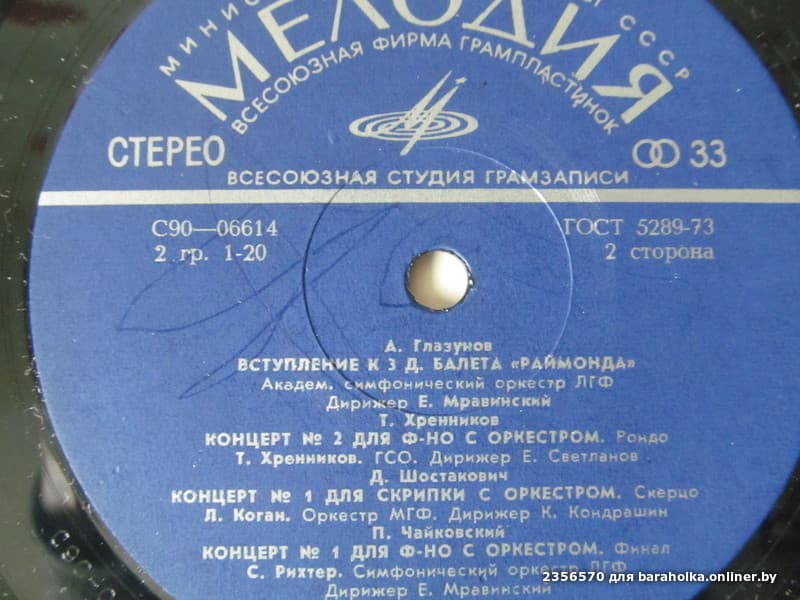 МИНИС
Ы СССР
МЕЛОДИЯ
ВСЕСОЮЗНАЯ ФИРМА ГРАМПЛАСТИНОК
СТЕРЕО
33
ВСЕСОЮЗНАЯ СТУДИЯ ГРАМЗАПИСИ
С90—06614
ГОСТ 5289-73
2 гр. 1-20
2 сторона
А. Глазунов
ВСТУПЛЕНИЕ К 3 Д. БАЛЕТА «РАЙМОНДА»
Академ. симфонический оркестр ЛГФ
Дирижер Е. Мравинский
Т. Хренников
КОНЦЕРТ № 2 ДЛЯ Ф-НО С ОРКЕСТРОМ. Рондо
Т. Хренников. ГСО. Дирижер Е. Светланов
Д. Шостакович
КОНЦЕРТ № 1 ДЛЯ СКРИПКИ С ОРКЕСТРОМ. Скерцо
Л. Коган. Оркестр МГФ. Дирижер К. Кондрашин
П. Чайковский
КОНЦЕРТ № 1 ДЛЯ Ф-НО С ОРКЕСТРОМ. Финал
С. Рихтер. Симфонический оркестр ЛГФ
Дирижер Е. Мравинский
2356570 для baraholka.onliner.by